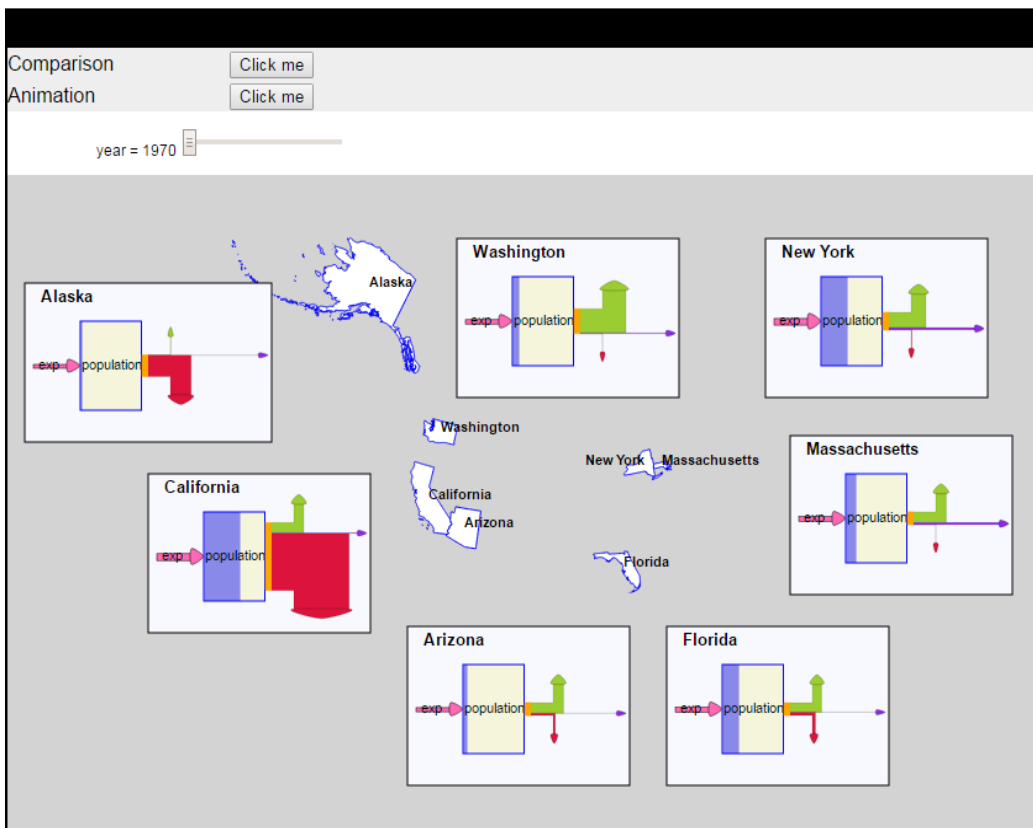 Comparison Click me
Animation Click me
year = 1970
Alaska
exp population
Alaska
Washington
exp population
New York
exp population
Washington
California
exp population
California
Arizona
New York Massachusetts
Florida
Massachusetts
exp population
Arizona
exp population
Florida
exp population